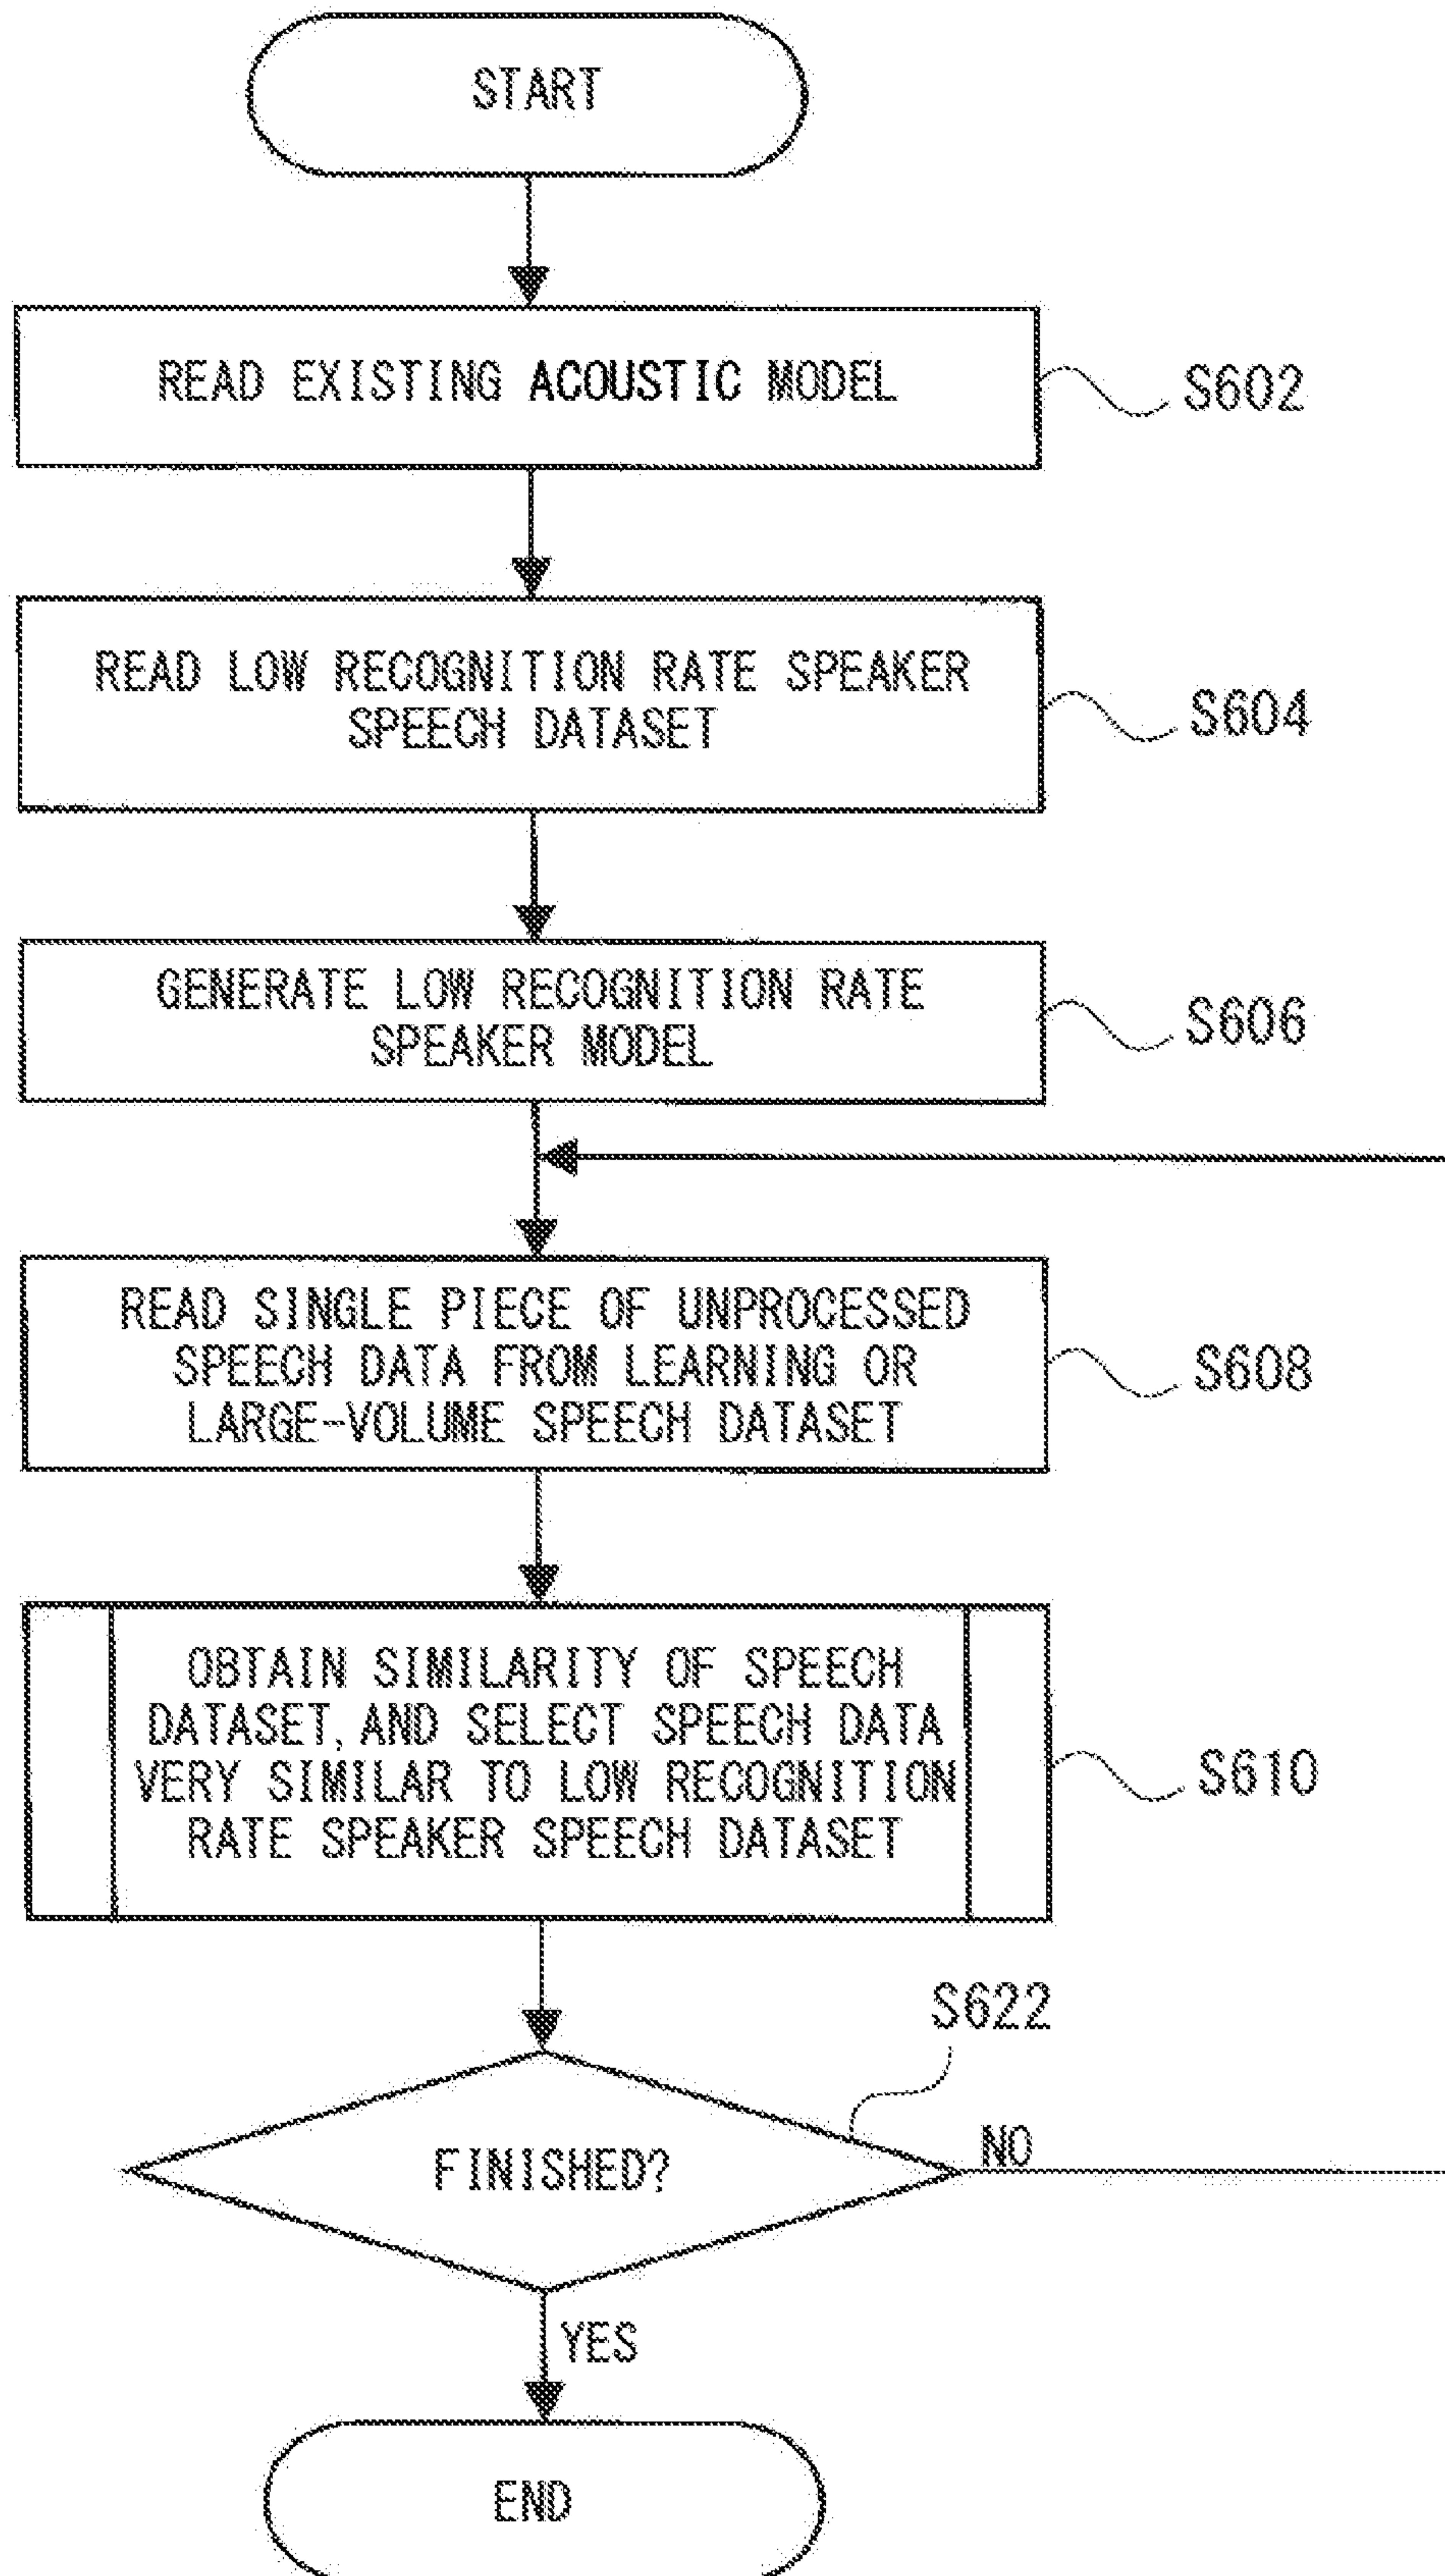 START
READ EXISTING ACOUSTIC MODEL
S602
READ LOW RECOGNITION RATE SPEAKER
SPEECH DATASET
S604
GENERATE LOW RECOGNITION RATE
SPEAKER MODEL
S606
READ SINGLE PIECE OF UNPROCESSED
SPEECH DATA FROM LEARNING OR
LARGE-VOLUME SPEECH DATASET
S608
OBTAIN SIMILARITY OF SPEECH
DATASET, AND SELECT SPEECH DATA
VERY SIMILAR TO LOW RECOGNITION
RATE SPEAKER SPEECH DATASET
S610
S622
FINISHED?
NO
YES
END